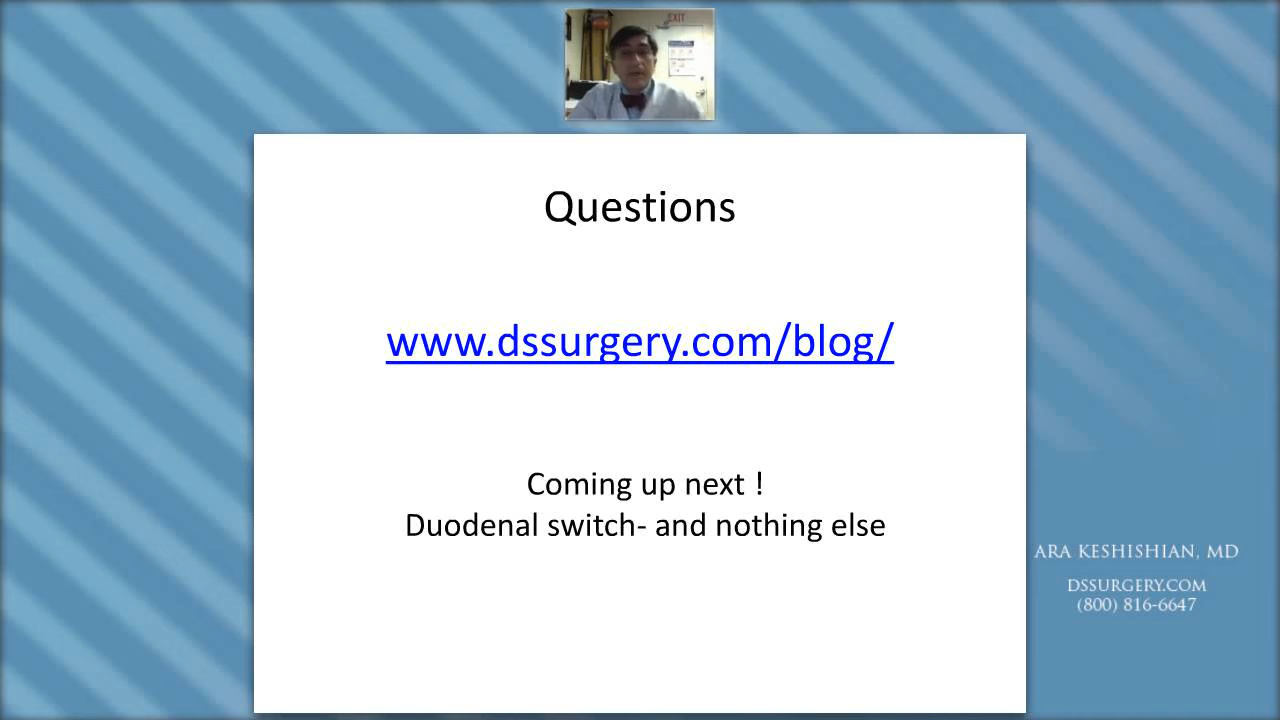 EXIT
Questions
www.dssurgery.com/blog/
Coming up next !
Duodenal switch- and nothing else
ARA KESHISHIAN, MD
DSSURGERY.COM
(800) 816-6647